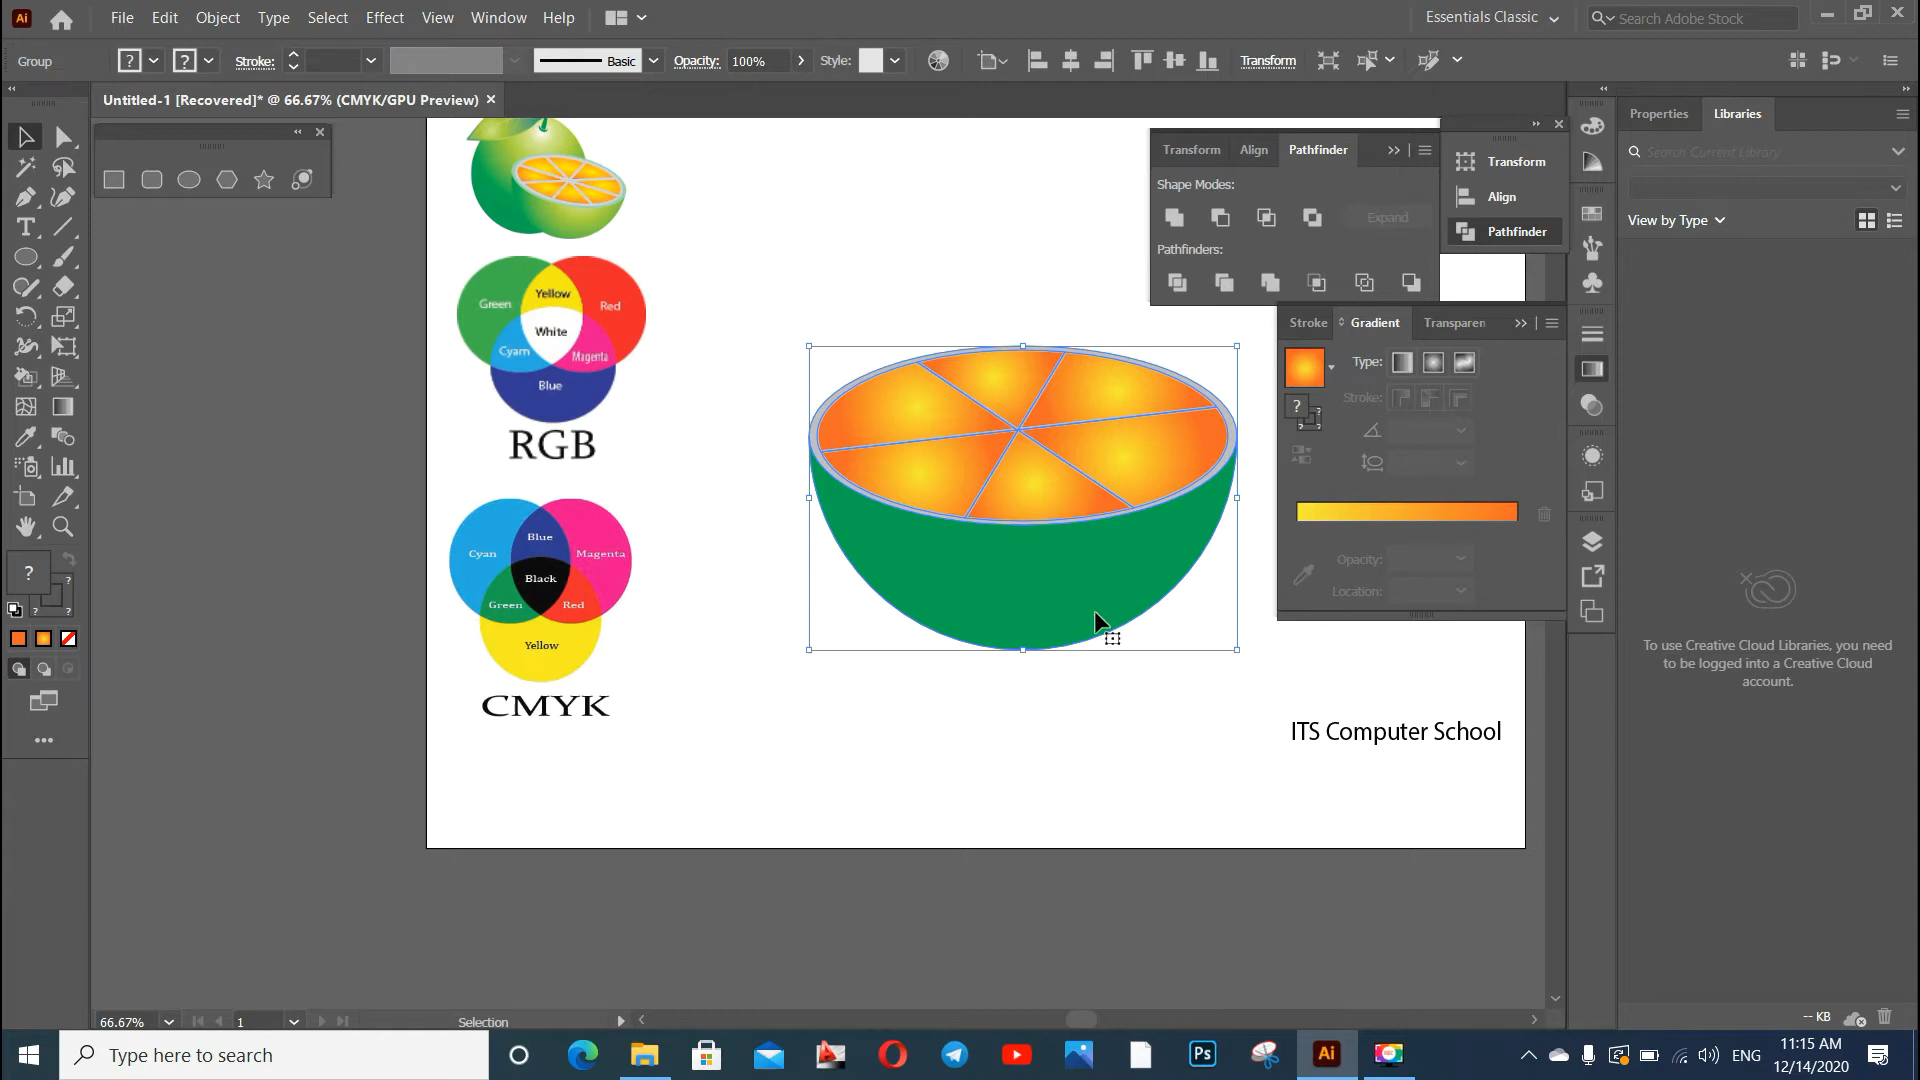 Ai File Edit Object Type Select Effect View Window Help Essentials Classic Search Adobe Stock
Group ? ? Stroke: Basic Opacity: 100% Style: Transform
Untitled-1 [Recovered]* @ 66.67% (CMYK/GPU Preview)
Properties Libraries
Transform Align Pathfinder
Search Current Library
Transform
Shape Modes:
Align
Expand
View by Type
Pathfinder
Pathfinders:
Green Yellow Red
White
Cyam Magenta
Blue
RGB
Stroke Gradient Transparen
Type:
Stroke:
?
Opacity:
Location:
Cyan Blue Magenta
Black
Green Red
Yellow
CMYK
? ?
? ?
To use Creative Cloud Libraries, you need
to be logged into a Creative Cloud
account.
ITS Computer School
66.67% 1 Selection
-- KB
Type here to search
Ps Ai
ENG
11:15 AM
12/14/2020